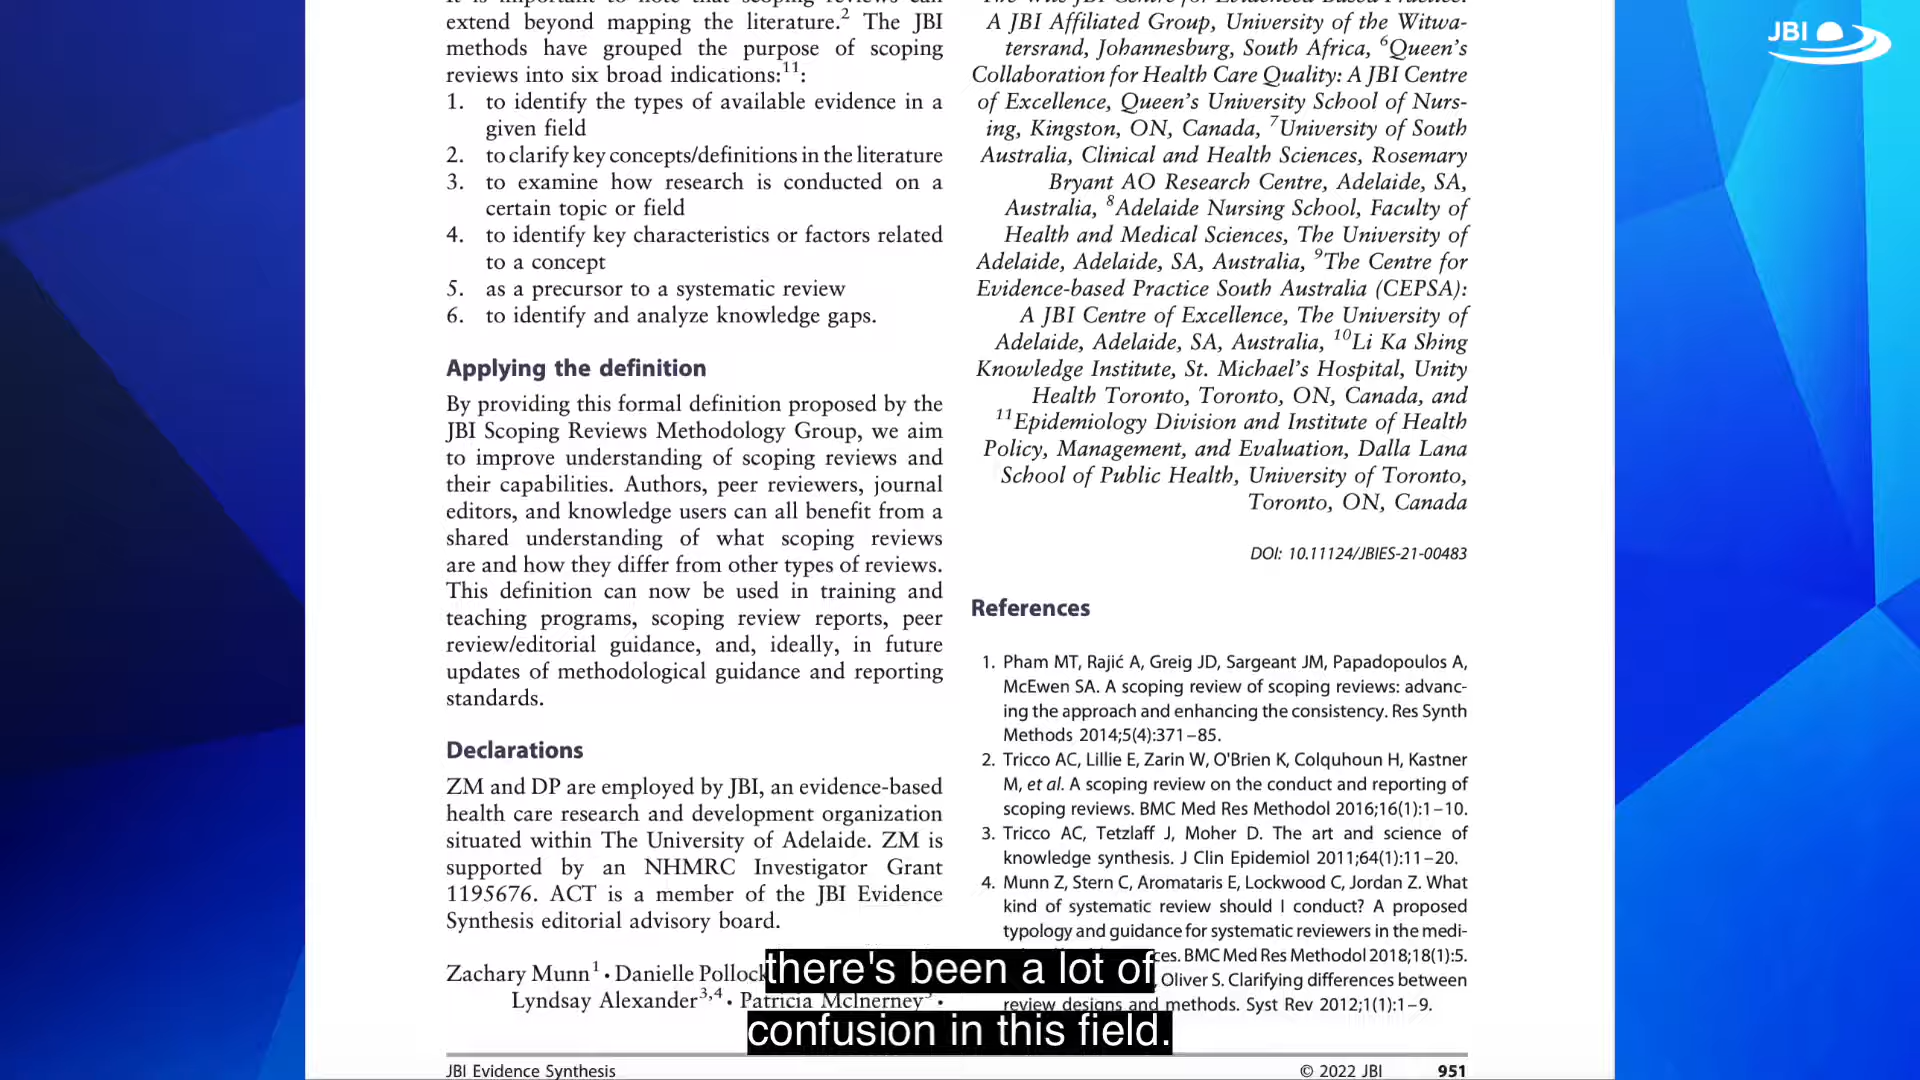 It is important to note that scoping reviews can
extend beyond mapping the literature.2 The JBI
methods have grouped the purpose of scoping
reviews into six broad indications:11:
1. to identify the types of available evidence in a
given field
2. to clarify key concepts/definitions in the literature
3. to examine how research is conducted on a
certain topic or field
4. to identify key characteristics or factors related
to a concept
5. as a precursor to a systematic review
6. to identify and analyze knowledge gaps.
Applying the definition
By providing this formal definition proposed by the
JBI Scoping Reviews Methodology Group, we aim
to improve understanding of scoping reviews and
their capabilities. Authors, peer reviewers, journal
editors, and knowledge users can all benefit from a
shared understanding of what scoping reviews
are and how they differ from other types of reviews.
This definition can now be used in training and
teaching programs, scoping review reports, peer
review/editorial guidance, and, ideally, in future
updates of methodological guidance and reporting
standards.
Declarations
ZM and DP are employed by JBI, an evidence-based
health care research and development organization
situated within The University of Adelaide. ZM is
supported by an NHMRC Investigator Grant
1195676. ACT is a member of the JBI Evidence
Synthesis editorial advisory board.
Zachary Munn1 • Danielle Pollock
Lyndsay Alexander3,4 • Patricia McInerney5 •
A JBI Affiliated Group, University of the Witwa-
tersrand, Johannesburg, South Africa, 6Queen's
Collaboration for Health Care Quality: A JBI Centre
of Excellence, Queen's University School of Nurs-
ing, Kingston, ON, Canada, 7University of South
Australia, Clinical and Health Sciences, Rosemary
Bryant AO Research Centre, Adelaide, SA,
Australia, 8Adelaide Nursing School, Faculty of
Health and Medical Sciences, The University of
Adelaide, Adelaide, SA, Australia, 9The Centre for
Evidence-based Practice South Australia (CEPSA):
A JBI Centre of Excellence, The University of
Adelaide, Adelaide, SA, Australia, 10Li Ka Shing
Knowledge Institute, St. Michael's Hospital, Unity
Health Toronto, Toronto, ON, Canada, and
11Epidemiology Division and Institute of Health
Policy, Management, and Evaluation, Dalla Lana
School of Public Health, University of Toronto,
Toronto, ON, Canada
DOI: 10.11124/JBIES-21-00483
References
1. Pham MT, Rajić A, Greig JD, Sargeant JM, Papadopoulos A,
McEwen SA. A scoping review of scoping reviews: advanc-
ing the approach and enhancing the consistency. Res Synth
Methods 2014;5(4):371–85.
2. Tricco AC, Lillie E, Zarin W, O'Brien K, Colquhoun H, Kastner
M, et al. A scoping review on the conduct and reporting of
scoping reviews. BMC Med Res Methodol 2016;16(1):1–10.
3. Tricco AC, Tetzlaff J, Moher D. The art and science of
knowledge synthesis. J Clin Epidemiol 2011;64(1):11–20.
4. Munn Z, Stern C, Aromataris E, Lockwood C, Jordan Z. What
kind of systematic review should I conduct? A proposed
typology and guidance for systematic reviewers in the medi-
ces. BMC Med Res Methodol 2018;18(1):5.
Oliver S. Clarifying differences between
review designs and methods. Syst Rev 2012;1(1):1–9.
there's been a lot of
confusion in this field.
JBI Evidence Synthesis
© 2022 JBI 951
JBI